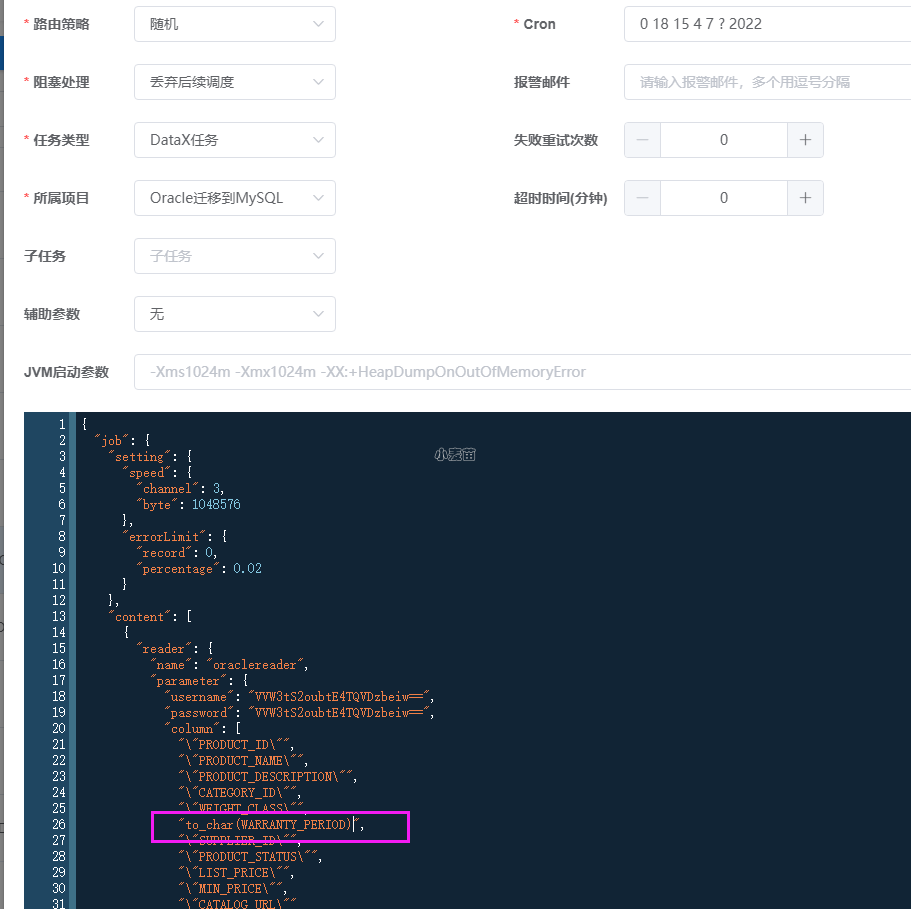 * 路由策略 随机 * Cron 0 18 15 4 7 ? 2022
* 阻塞处理 丢弃后续调度 报警邮件 请输入报警邮件，多个用逗号分隔
* 任务类型 DataX任务 失败重试次数 — 0 +
* 所属项目 Oracle迁移到MySQL 超时时间(分钟) — 0 +
子任务 子任务
辅助参数 无
JVM启动参数 -Xms1024m -Xmx1024m -XX:+HeapDumpOnOutOfMemoryError
小麦苗
1 {
2 "job": {
3 "setting": {
4 "speed": {
5 "channel": 3,
6 "byte": 1048576
7 },
8 "errorLimit": {
9 "record": 0,
10 "percentage": 0.02
11 }
12 },
13 "content": [
14 {
15 "reader": {
16 "name": "oraclereader",
17 "parameter": {
18 "username": "VVW3tS2oubtE4TQVDzbeiw==",
19 "password": "VVW3tS2oubtE4TQVDzbeiw==",
20 "column": [
21 "\"PRODUCT_ID\"",
22 "\"PRODUCT_NAME\"",
23 "\"PRODUCT_DESCRIPTION\"",
24 "\"CATEGORY_ID\"",
25 "\"WEIGHT_CLASS\"",
26 "to_char(WARRANTY_PERIOD)",
27 "\"SUPPLIER_ID\"",
28 "\"PRODUCT_STATUS\"",
29 "\"LIST_PRICE\"",
30 "\"MIN_PRICE\"",
31 "\"CATALOG_URL\""